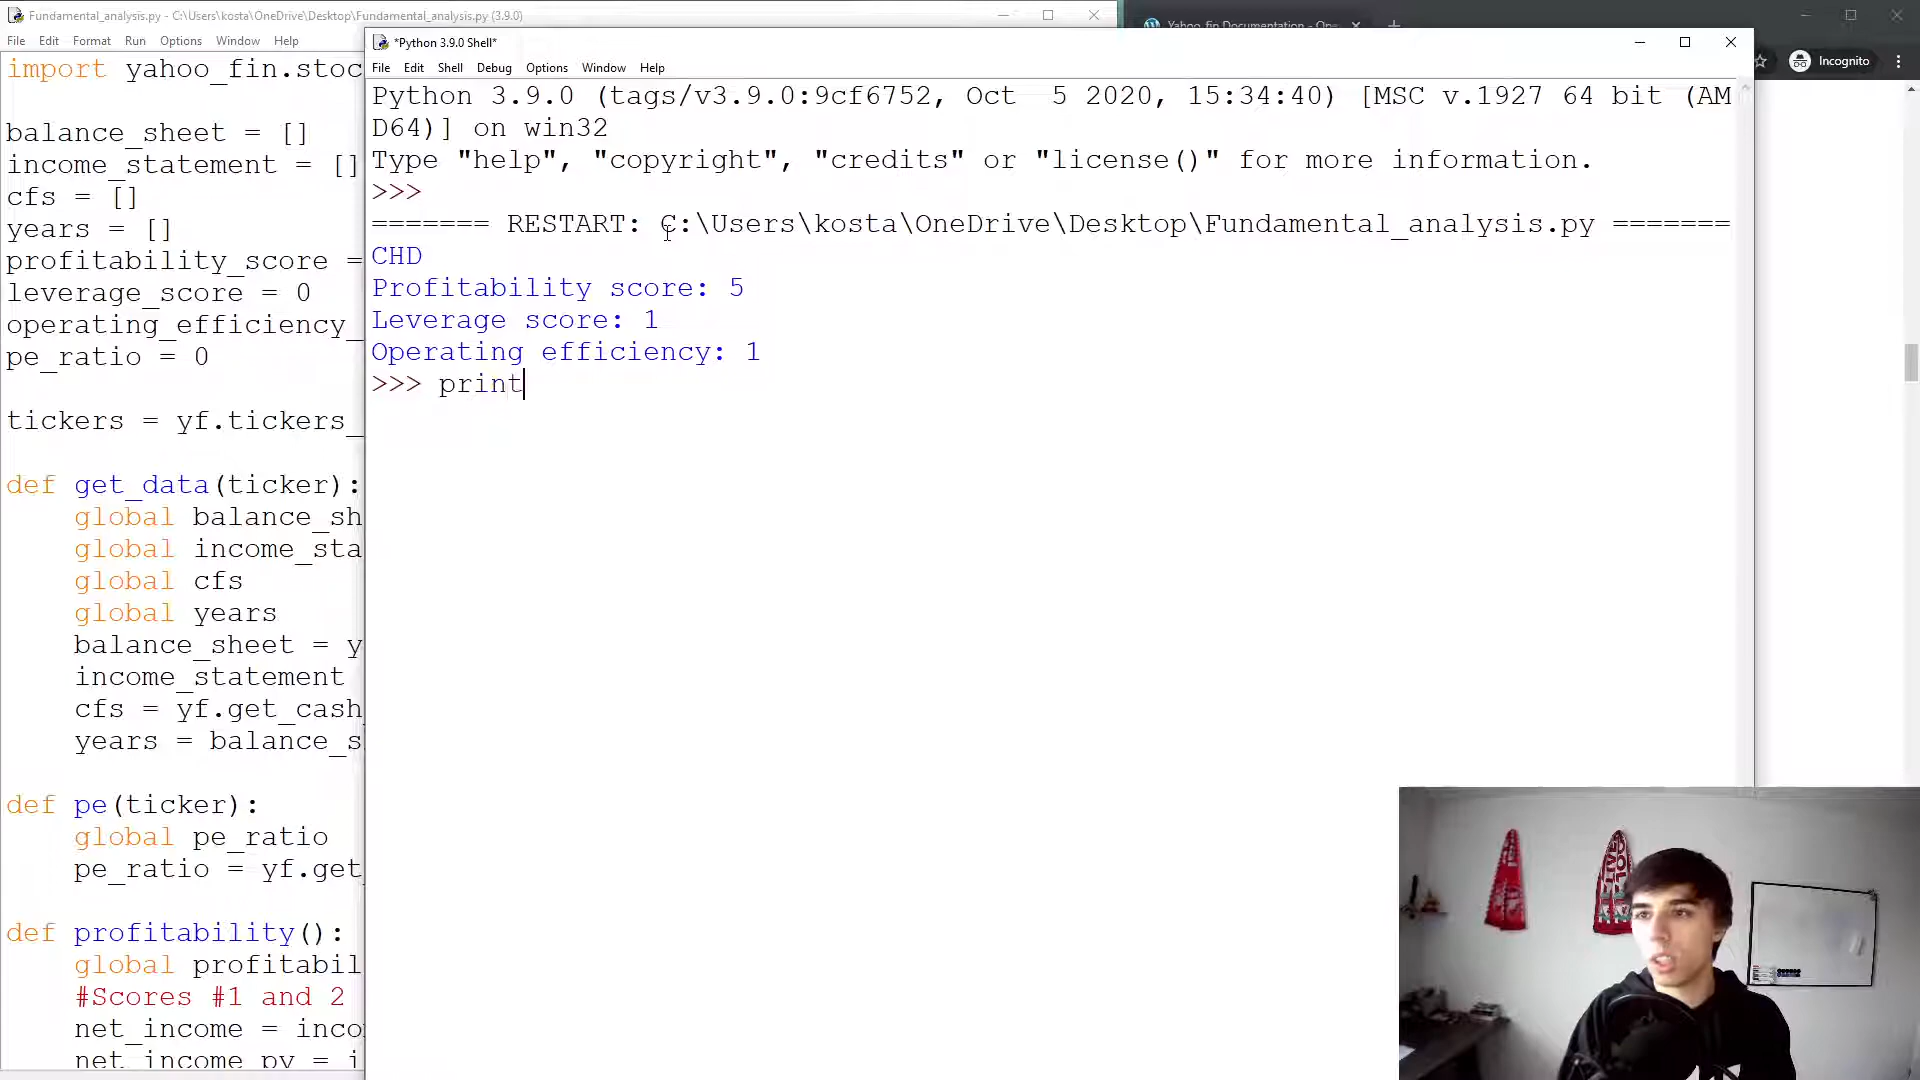 Fundamental_analysis.py - C:\Users\kosta\OneDrive\Desktop\Fundamental_analysis.py (3.9.0)
File Edit Format Run Options Window Help
import yahoo_fin.stoc
balance_sheet = []
income_statement = []
cfs = []
years = []
profitability_score =
leverage_score = 0
operating_efficiency_
pe_ratio = 0
tickers = yf.tickers_
def get_data(ticker):
global balance_sh
global income_sta
global cfs
global years
balance_sheet = y
income_statement
cfs = yf.get_cash
years = balance_s
def pe(ticker):
global pe_ratio
pe_ratio = yf.get_
def profitability():
global profitabil
#Scores #1 and 2
net_income = inco
net_income_py = i
*Python 3.9.0 Shell*
File Edit Shell Debug Options Window Help
Python 3.9.0 (tags/v3.9.0:9cf6752, Oct  5 2020, 15:34:40) [MSC v.1927 64 bit (AM
D64)] on win32
Type "help", "copyright", "credits" or "license()" for more information.
>>>
======= RESTART: C:\Users\kosta\OneDrive\Desktop\Fundamental_analysis.py =======
CHD
Profitability score: 5
Leverage score: 1
Operating efficiency: 1
>>> print
Yahoo_fin Documentation - Ope
Incognito